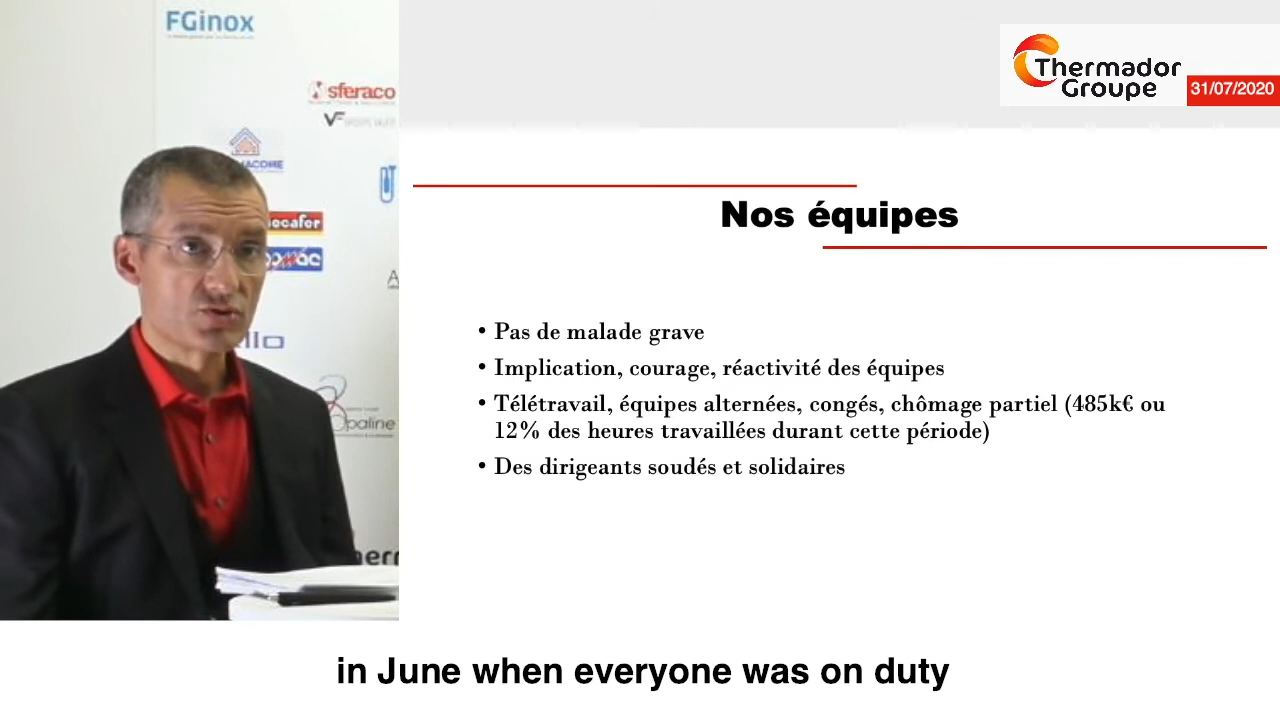 FGinox
sferaco
Thermador
Groupe
31/07/2020
Nos équipes
• Pas de malade grave
• Implication, courage, réactivité des équipes
• Télétravail, équipes alternées, congés, chômage partiel (485k€ ou
12% des heures travaillées durant cette période)
• Des dirigeants soudés et solidaires
in June when everyone was on duty